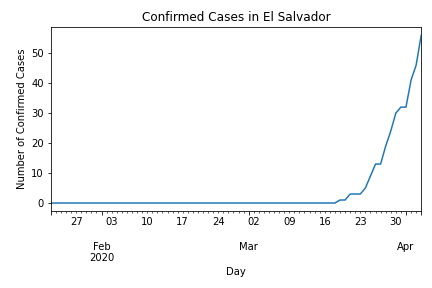 Confirmed Cases in El Salvador
Number of Confirmed Cases
50
40
30
20
10
0
27 03 10 17 24 02 09 16 23 30
Feb Mar Apr
2020
Day